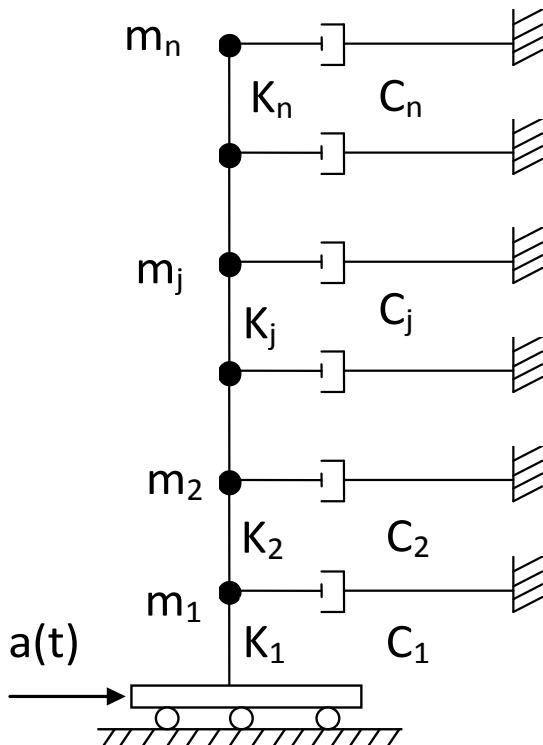 mₙ
Kₙ Cₙ
mⱼ
Kⱼ Cⱼ
m₂
K₂ C₂
m₁
a(t) K₁ C₁